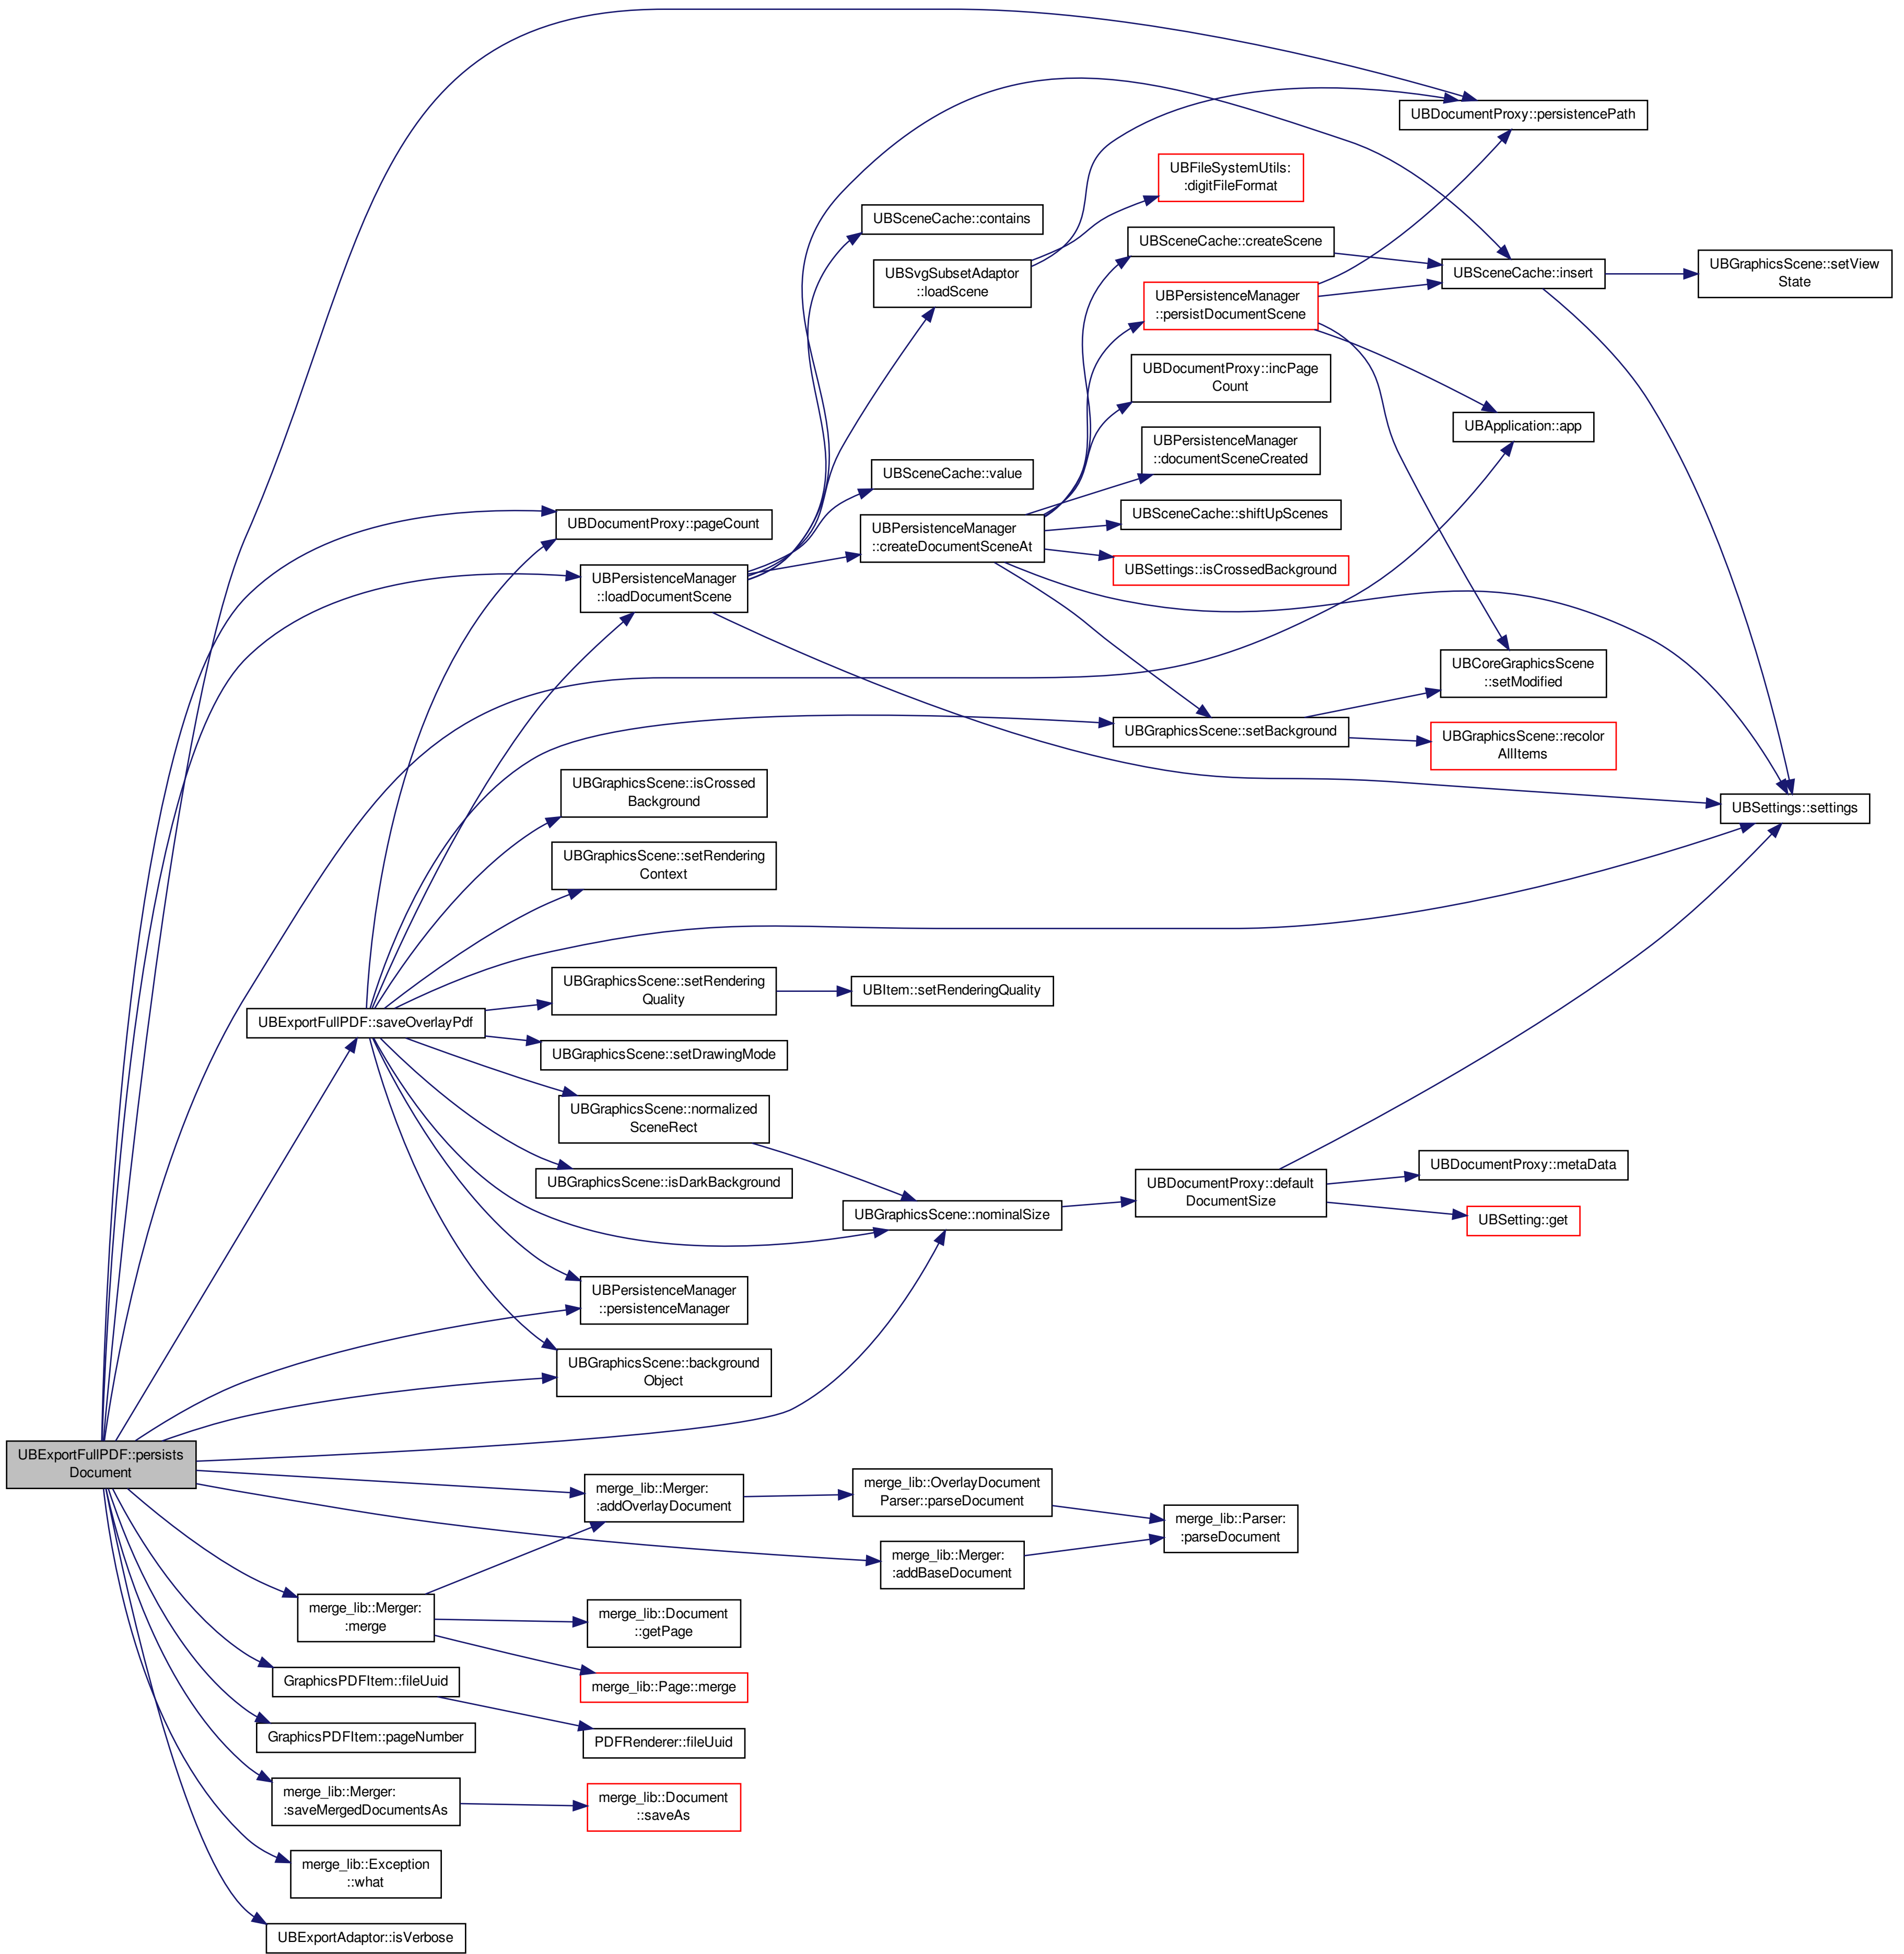 UBDocumentProxy::persistencePath
UBFileSystemUtils:
:digitFileFormat
UBSceneCache::contains
UBSceneCache::createScene
UBSvgSubsetAdaptor
::loadScene
UBSceneCache::insert
UBGraphicsScene::setView
State
UBPersistenceManager
::persistDocumentScene
UBDocumentProxy::incPage
Count
UBApplication::app
UBPersistenceManager
::documentSceneCreated
UBSceneCache::value
UBSceneCache::shiftUpScenes
UBDocumentProxy::pageCount
UBPersistenceManager
::createDocumentSceneAt
UBSettings::isCrossedBackground
UBPersistenceManager
::loadDocumentScene
UBCoreGraphicsScene
::setModified
UBGraphicsScene::setBackground
UBGraphicsScene::recolor
AllItems
UBGraphicsScene::isCrossed
Background
UBSettings::settings
UBGraphicsScene::setRendering
Context
UBGraphicsScene::setRendering
Quality
UBItem::setRenderingQuality
UBExportFullPDF::saveOverlayPdf
UBGraphicsScene::setDrawingMode
UBGraphicsScene::normalized
SceneRect
UBGraphicsScene::isDarkBackground
UBGraphicsScene::nominalSize
UBDocumentProxy::default
DocumentSize
UBDocumentProxy::metaData
UBSetting::get
UBPersistenceManager
::persistenceManager
UBGraphicsScene::background
Object
UBExportFullPDF::persists
Document
merge_lib::Merger:
:addOverlayDocument
merge_lib::OverlayDocument
Parser::parseDocument
merge_lib::Parser:
:parseDocument
merge_lib::Merger:
:addBaseDocument
merge_lib::Merger:
:merge
merge_lib::Document
::getPage
merge_lib::Page::merge
GraphicsPDFItem::fileUuid
PDFRenderer::fileUuid
GraphicsPDFItem::pageNumber
merge_lib::Merger:
:saveMergedDocumentsAs
merge_lib::Document
::saveAs
merge_lib::Exception
::what
UBExportAdaptor::isVerbose